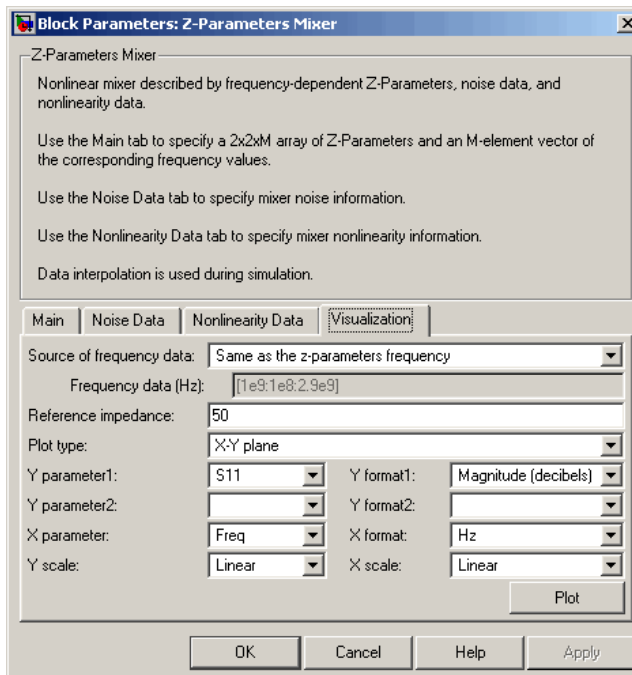 Block Parameters: Z-Parameters Mixer
Z-Parameters Mixer
Nonlinear mixer described by frequency-dependent Z-Parameters, noise data, and
nonlinearity data.
Use the Main tab to specify a 2x2xM array of Z-Parameters and an M-element vector of
the corresponding frequency values.
Use the Noise Data tab to specify mixer noise information.
Use the Nonlinearity Data tab to specify mixer nonlinearity information.
Data interpolation is used during simulation.
Main Noise Data Nonlinearity Data Visualization
Source of frequency data: Same as the z-parameters frequency
Frequency data (Hz): [1e9:1e8:2.9e9]
Reference impedance: 50
Plot type: X-Y plane
Y parameter1: S11 Y format1: Magnitude (decibels)
Y parameter2: Y format2:
X parameter: Freq X format: Hz
Y scale: Linear X scale: Linear
Plot
OK Cancel Help Apply